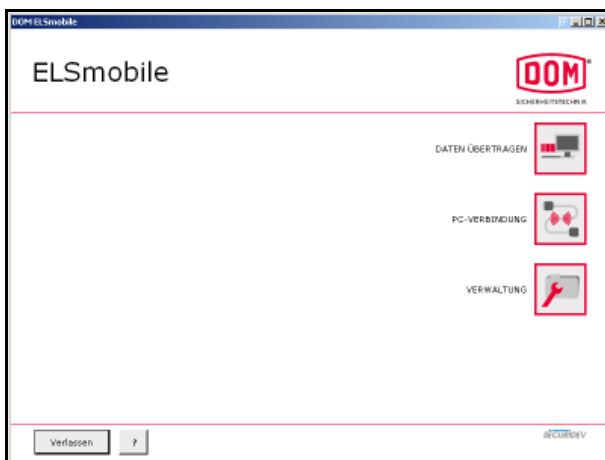 DOM ELSmobile
ELSmobile
DOM
SICHERHEITSTECHNIK
DATEN ÜBERTRAGEN
PC-VERBINDUNG
VERWALTUNG
Verlassen
?
SECURIDEV